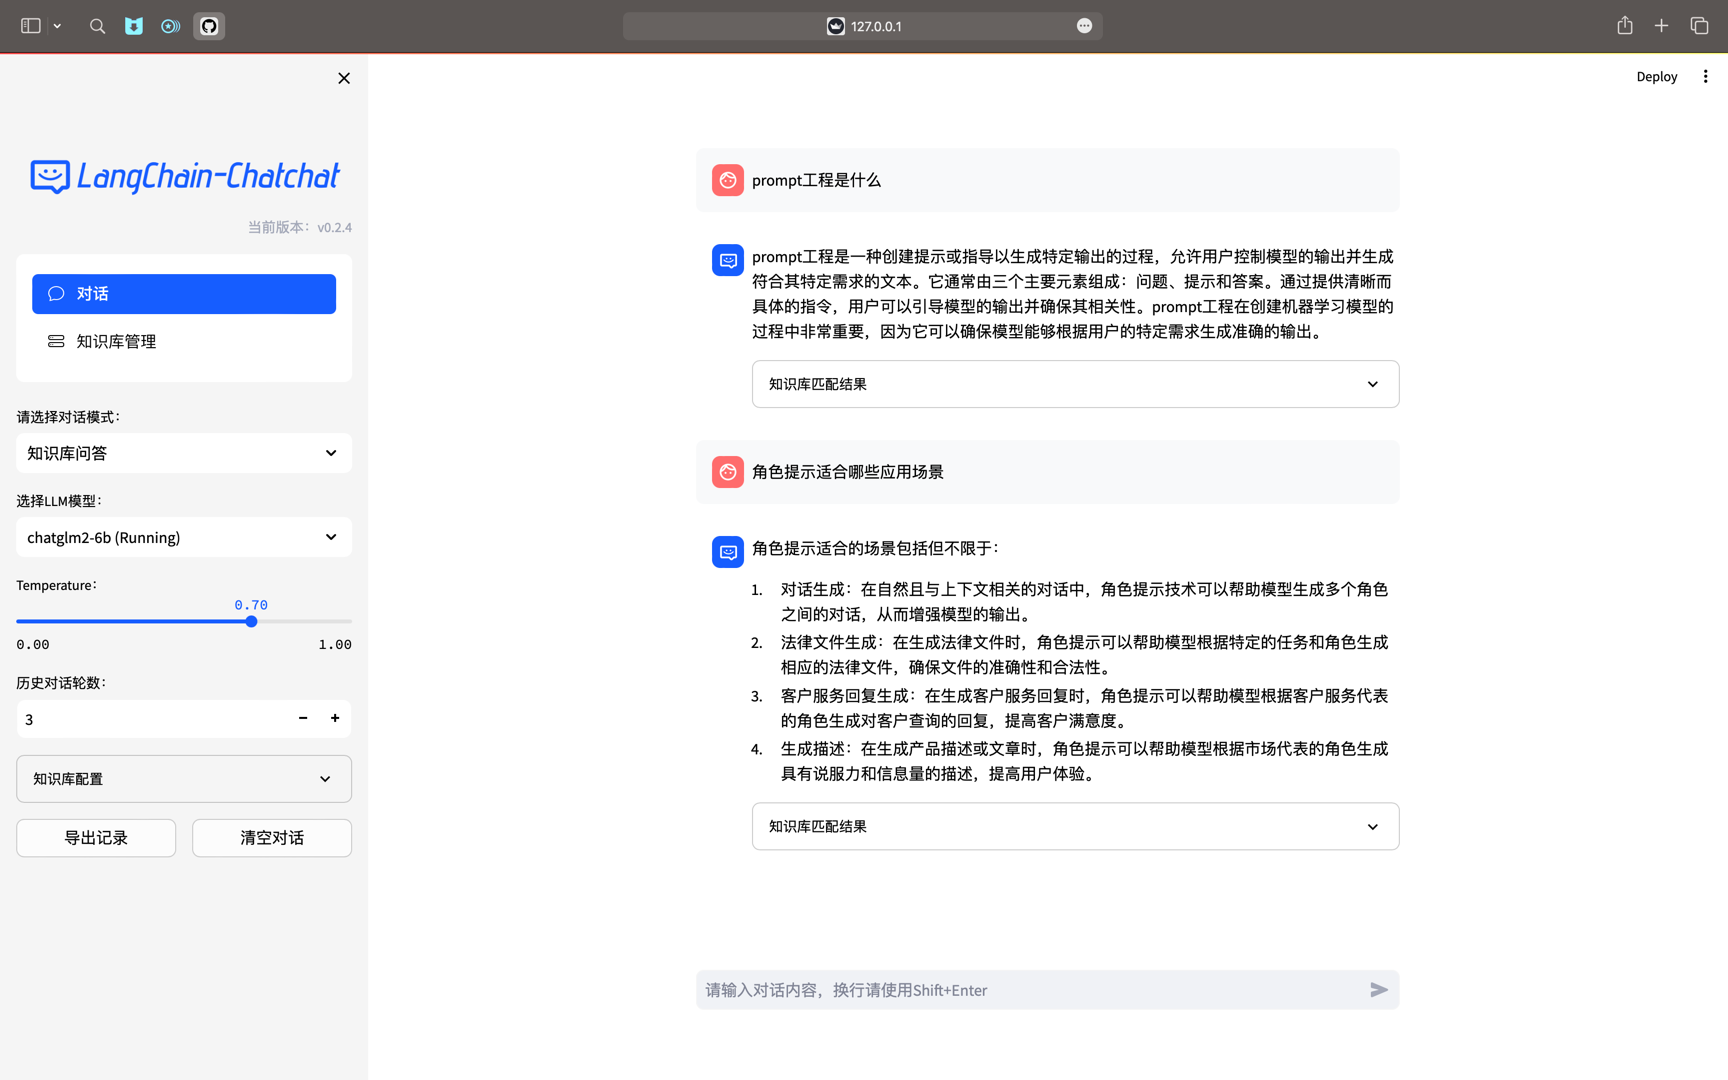 127.0.0.1
Deploy
LangChain-Chatchat
当前版本：v0.2.4
对话
知识库管理
请选择对话模式：
知识库问答
选择LLM模型：
chatglm2-6b (Running)
Temperature：
0.70
0.00
1.00
历史对话轮数：
3
知识库配置
导出记录
清空对话
prompt工程是什么
prompt工程是一种创建提示或指导以生成特定输出的过程，允许用户控制模型的输出并生成
符合其特定需求的文本。它通常由三个主要元素组成：问题、提示和答案。通过提供清晰而
具体的指令，用户可以引导模型的输出并确保其相关性。prompt工程在创建机器学习模型的
过程中非常重要，因为它可以确保模型能够根据用户的特定需求生成准确的输出。
知识库匹配结果
角色提示适合哪些应用场景
角色提示适合的场景包括但不限于：
1. 对话生成：在自然且与上下文相关的对话中，角色提示技术可以帮助模型生成多个角色
之间的对话，从而增强模型的输出。
2. 法律文件生成：在生成法律文件时，角色提示可以帮助模型根据特定的任务和角色生成
相应的法律文件，确保文件的准确性和合法性。
3. 客户服务回复生成：在生成客户服务回复时，角色提示可以帮助模型根据客户服务代表
的角色生成对客户查询的回复，提高客户满意度。
4. 生成描述：在生成产品描述或文章时，角色提示可以帮助模型根据市场代表的角色生成
具有说服力和信息量的描述，提高用户体验。
知识库匹配结果
请输入对话内容，换行请使用Shift+Enter